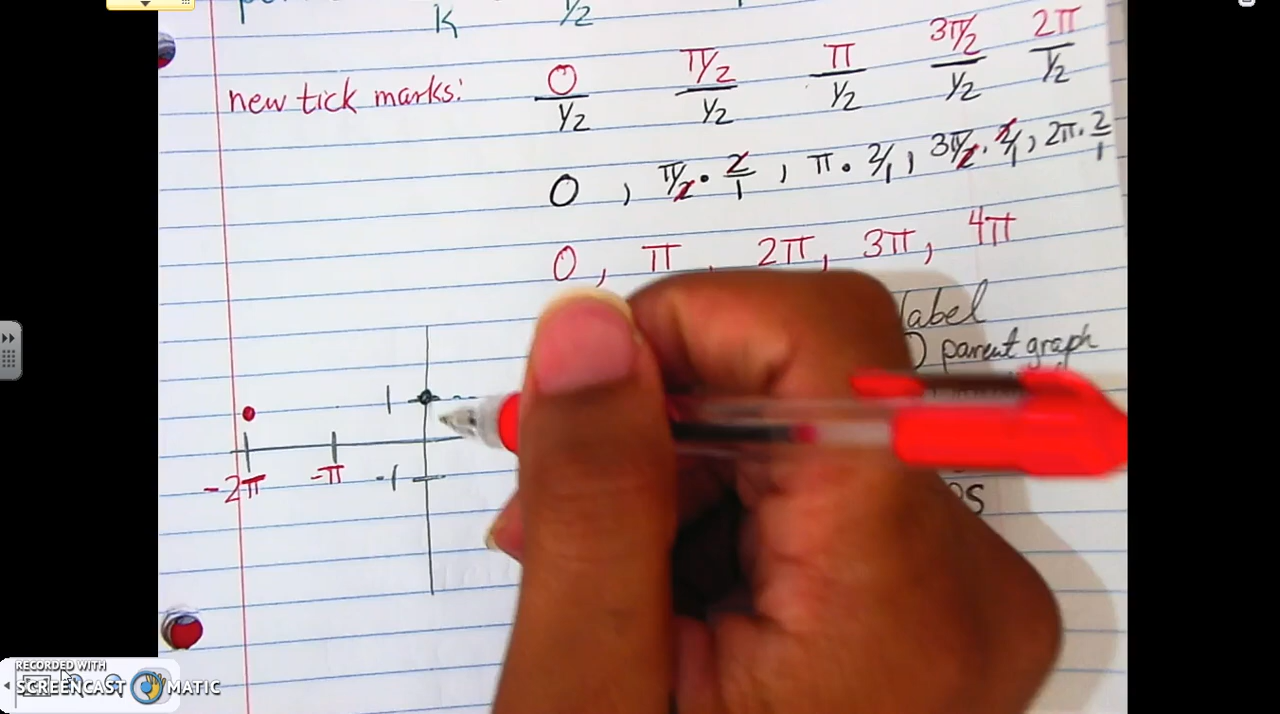 K 1/2
new tick marks: 0/1/2 π/2/1/2 π/1/2 3π/2/1/2 2π/1/2
0 , π/2 · 2/1 , π · 2/1 , 3π/2 · 2/1 , 2π · 2/1
0 , π , 2π , 3π , 4π
label
parent graph
1
-2π -π -1
RECORDED WITH
SCREENCAST MATIC